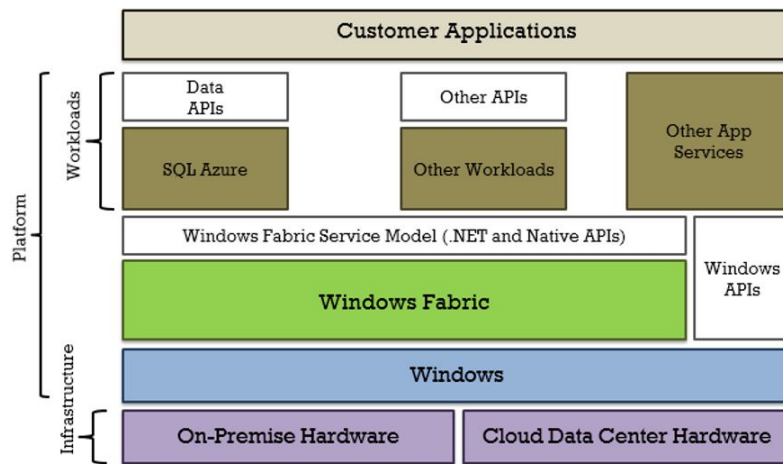 Customer Applications
Data
APIs
Other APIs
Other App
Services
SQL Azure
Other Workloads
Workloads
Windows Fabric Service Model (.NET and Native APIs)
Windows
APIs
Platform
Windows Fabric
Windows
Infrastructure
On-Premise Hardware
Cloud Data Center Hardware